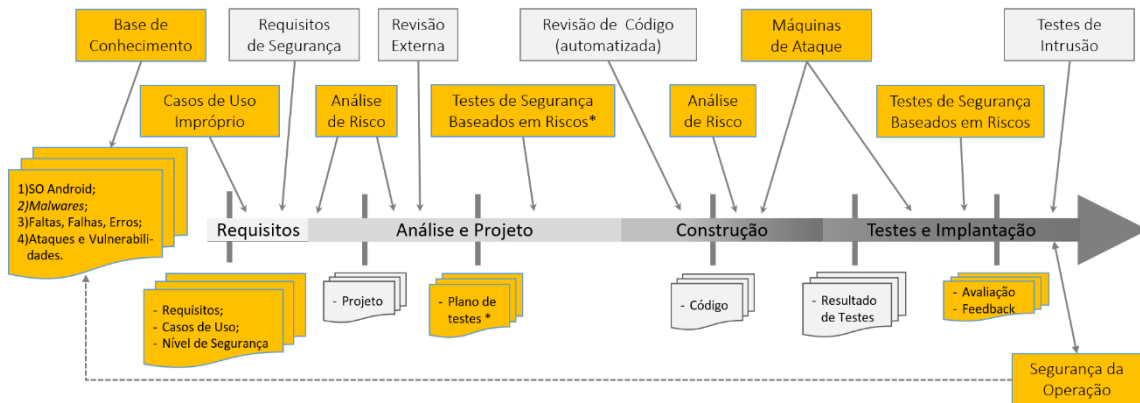 Base de
Conhecimento
Requisitos
de Segurança
Revisão
Externa
Revisão de Código
(automatizada)
Máquinas
de Ataque
Testes de
Intrusão
Casos de Uso
Impróprio
Análise
de Risco
Testes de Segurança
Baseados em Riscos*
Análise
de Risco
Testes de Segurança
Baseados em Riscos
1)SO Android;
2)Malwares;
3)Faltas, Falhas, Erros;
4)Ataques e Vulnerabili-
dades.
Requisitos
Análise e Projeto
Construção
Testes e Implantação
- Requisitos;
- Casos de Uso;
- Nível de Segurança
- Projeto
- Plano de
testes *
- Código
- Resultado
de Testes
- Avaliação
- Feedback
Segurança da
Operação